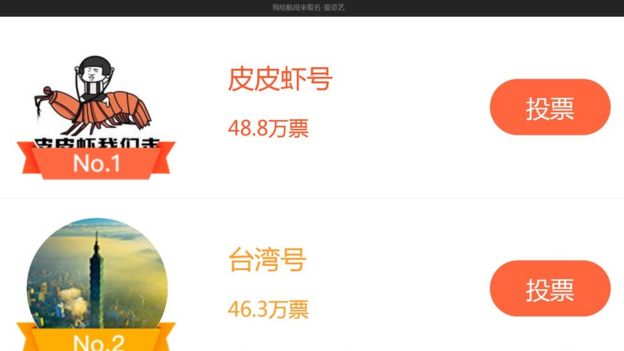 我给航母来取名-爱奇艺
皮皮虾号
48.8万票
投票
皮皮虾我们走
No.1
台湾号
46.3万票
投票
No.2